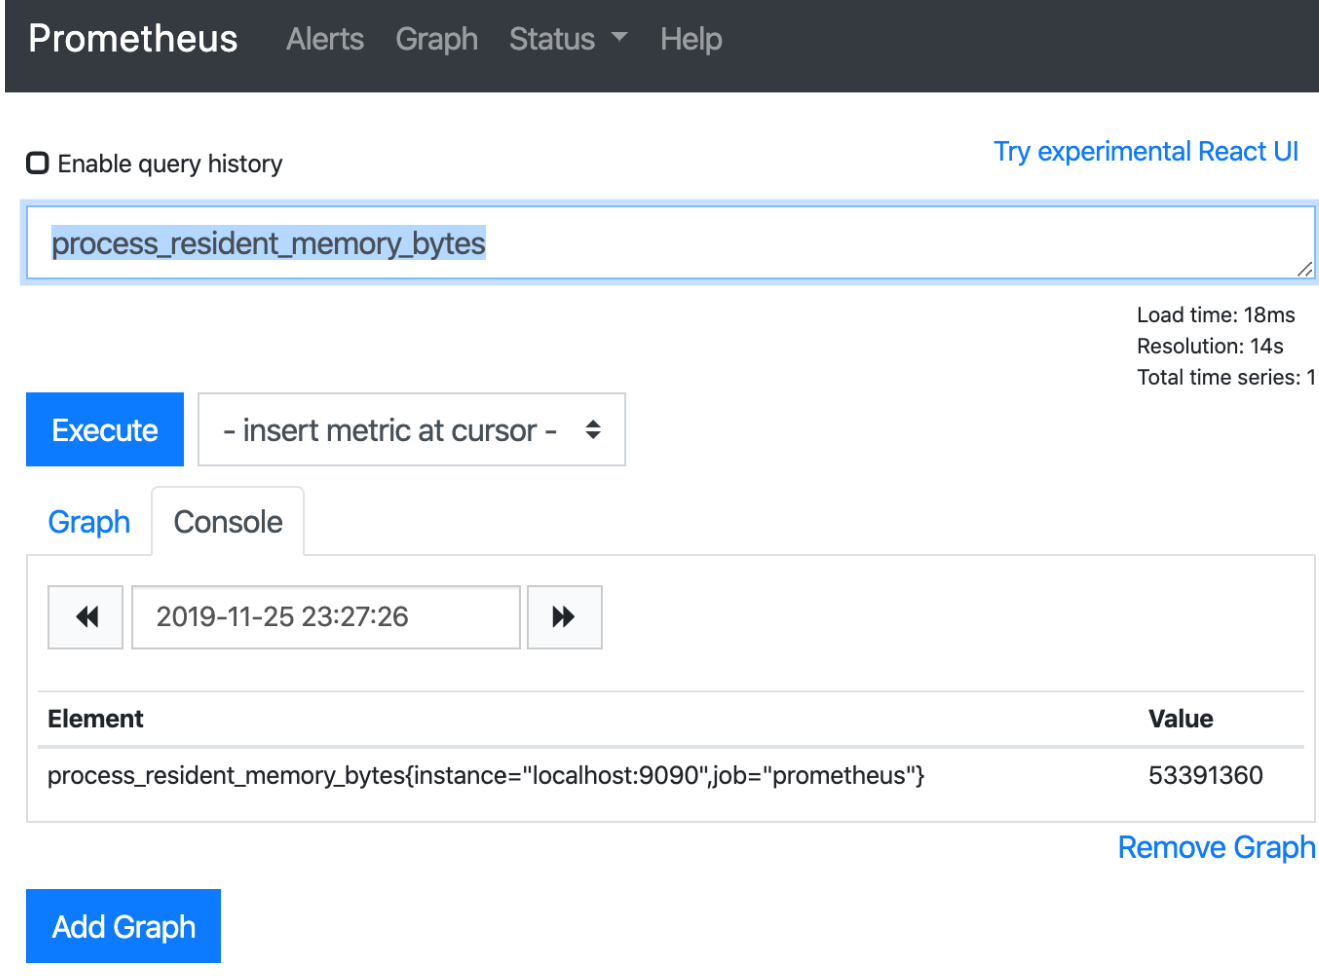 Prometheus Alerts Graph Status Help
Try experimental React UI
Enable query history
process_resident_memory_bytes
Load time: 18ms
Resolution: 14s
Total time series: 1
Execute - insert metric at cursor -
Graph Console
2019-11-25 23:27:26
Element Value
process_resident_memory_bytes{instance="localhost:9090",job="prometheus"} 53391360
Remove Graph
Add Graph